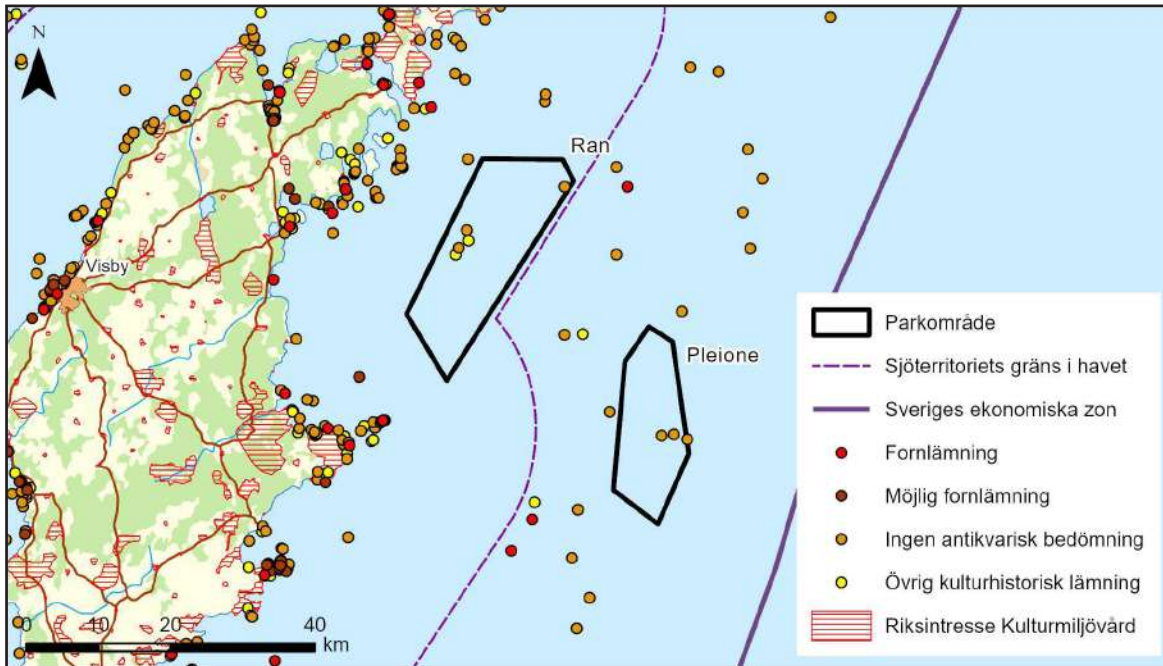 N
Ran
Visby
Pleione
Parkområde
Sjöterritoriets gräns i havet
Sveriges ekonomiska zon
Fornlämning
Möjlig fornlämning
Ingen antikvarisk bedömning
Övrig kulturhistorisk lämning
Riksintresse Kulturmiljövård
0 10 20 40
km